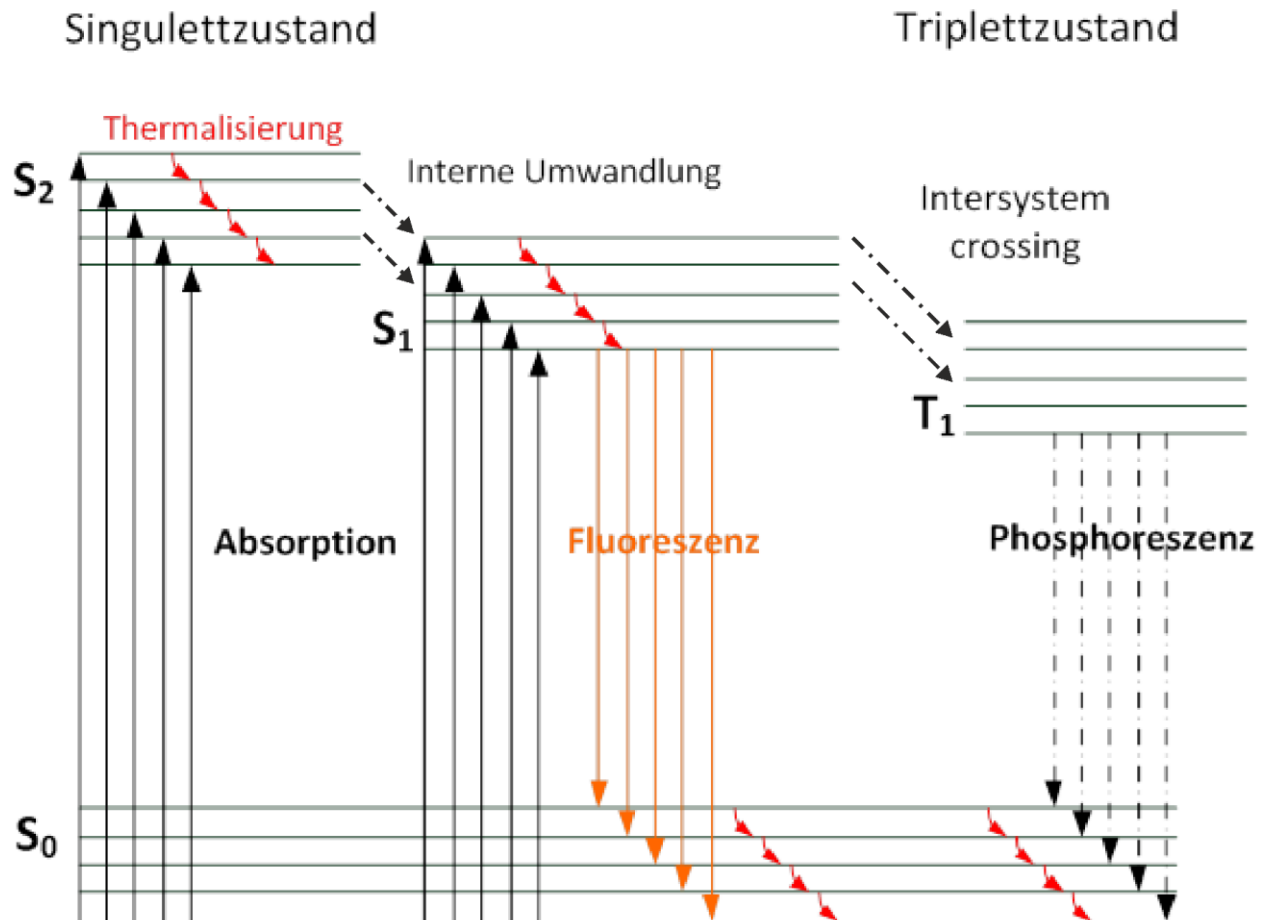 Singulettzustand
Triplettzustand
Thermalisierung
S₂
Interne Umwandlung
Intersystem
crossing
S₁
T₁
Absorption
Fluoreszenz
Phosphoreszenz
S₀